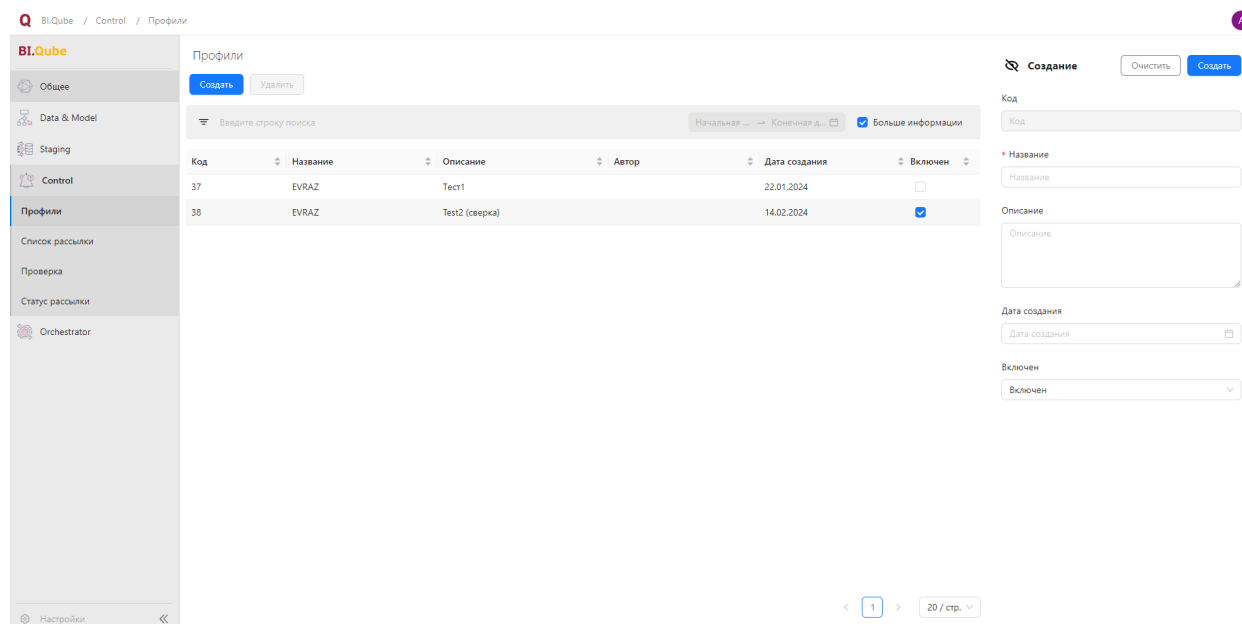 Q BI.Qube / Control / Профили
BI.Qube
Общее
Data & Model
Staging
Control
Профили
Список рассылки
Проверка
Статус рассылки
Orchestrator
Настройки
Профили
Создать Удалить
Введите строку поиска Начальная ... → Конечная д... Больше информации
Код Название Описание Автор Дата создания Включен
37 EVRAZ Тест1 22.01.2024
38 EVRAZ Test2 (сверка) 14.02.2024
< 1 > 20 / стр.
Создание Очистить Создать
Код
Код
* Название
Название
Описание
Описание
Дата создания
Дата создания
Включен
Включен